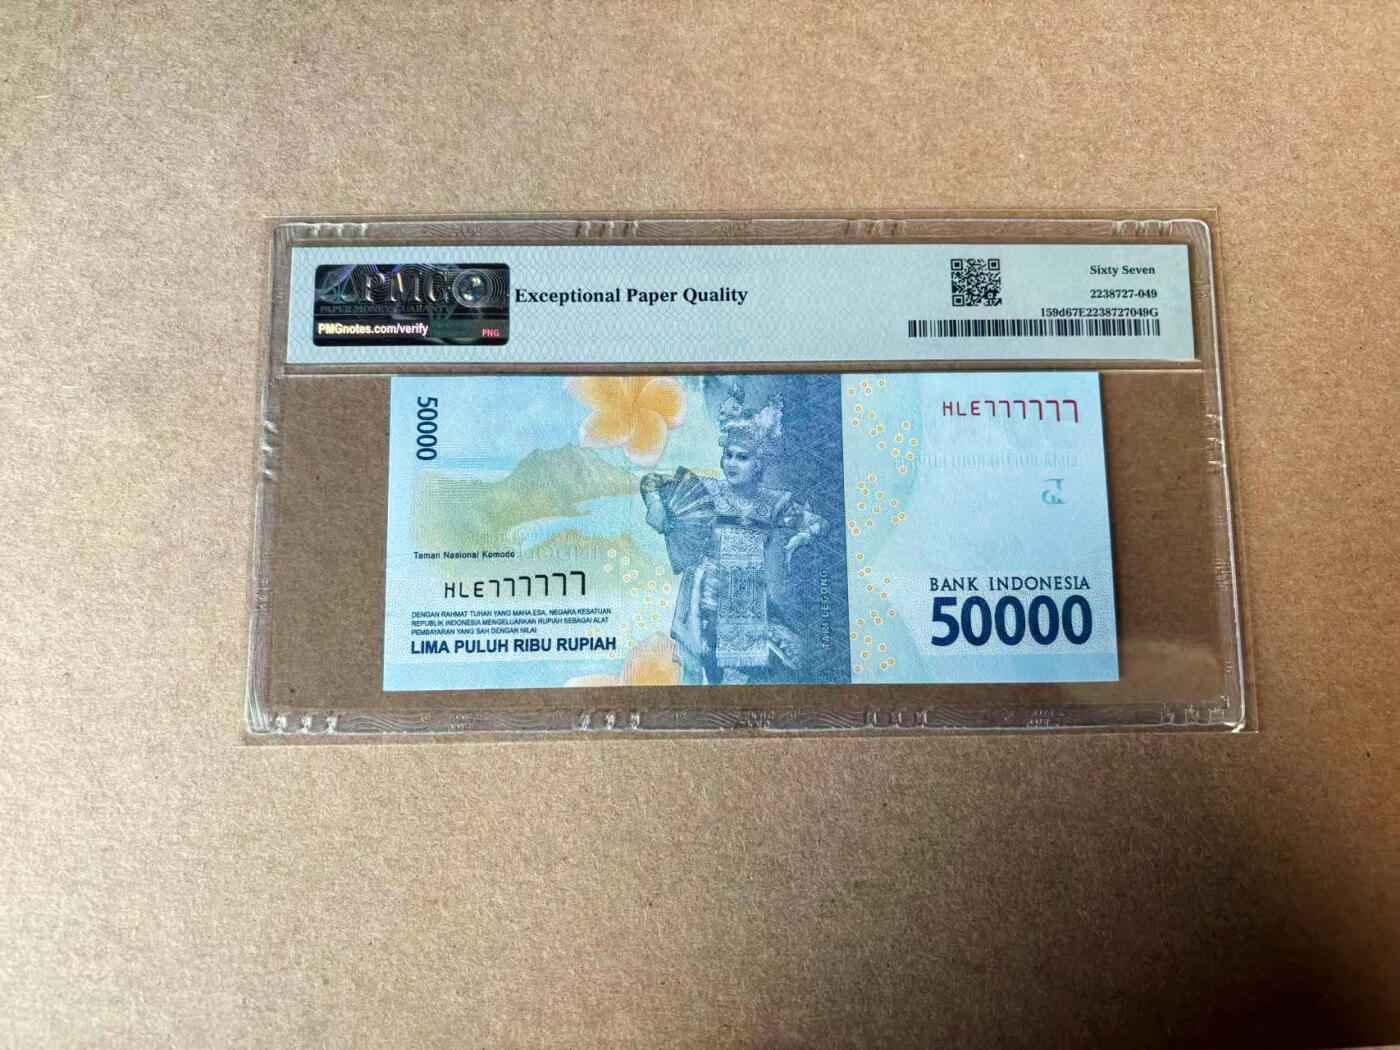 PMG
PAPER MONEY GUARANTY
PMGnotes.com/verify
PNG
Exceptional Paper Quality
Sixty Seven
2238727-049
159d67E2238727049G
50000
HLE777777
Taman Nasional Komodo
HLE777777
DENGAN RAHMAT TUHAN YANG MAHA ESA, NEGARA KESATUAN
REPUBLIK INDONESIA MENGELUARKAN RUPIAH SEBAGAI ALAT
PEMBAYARAN YANG SAH DENGAN NILAI
LIMA PULUH RIBU RUPIAH
TARI LEGONG
BANK INDONESIA
50000